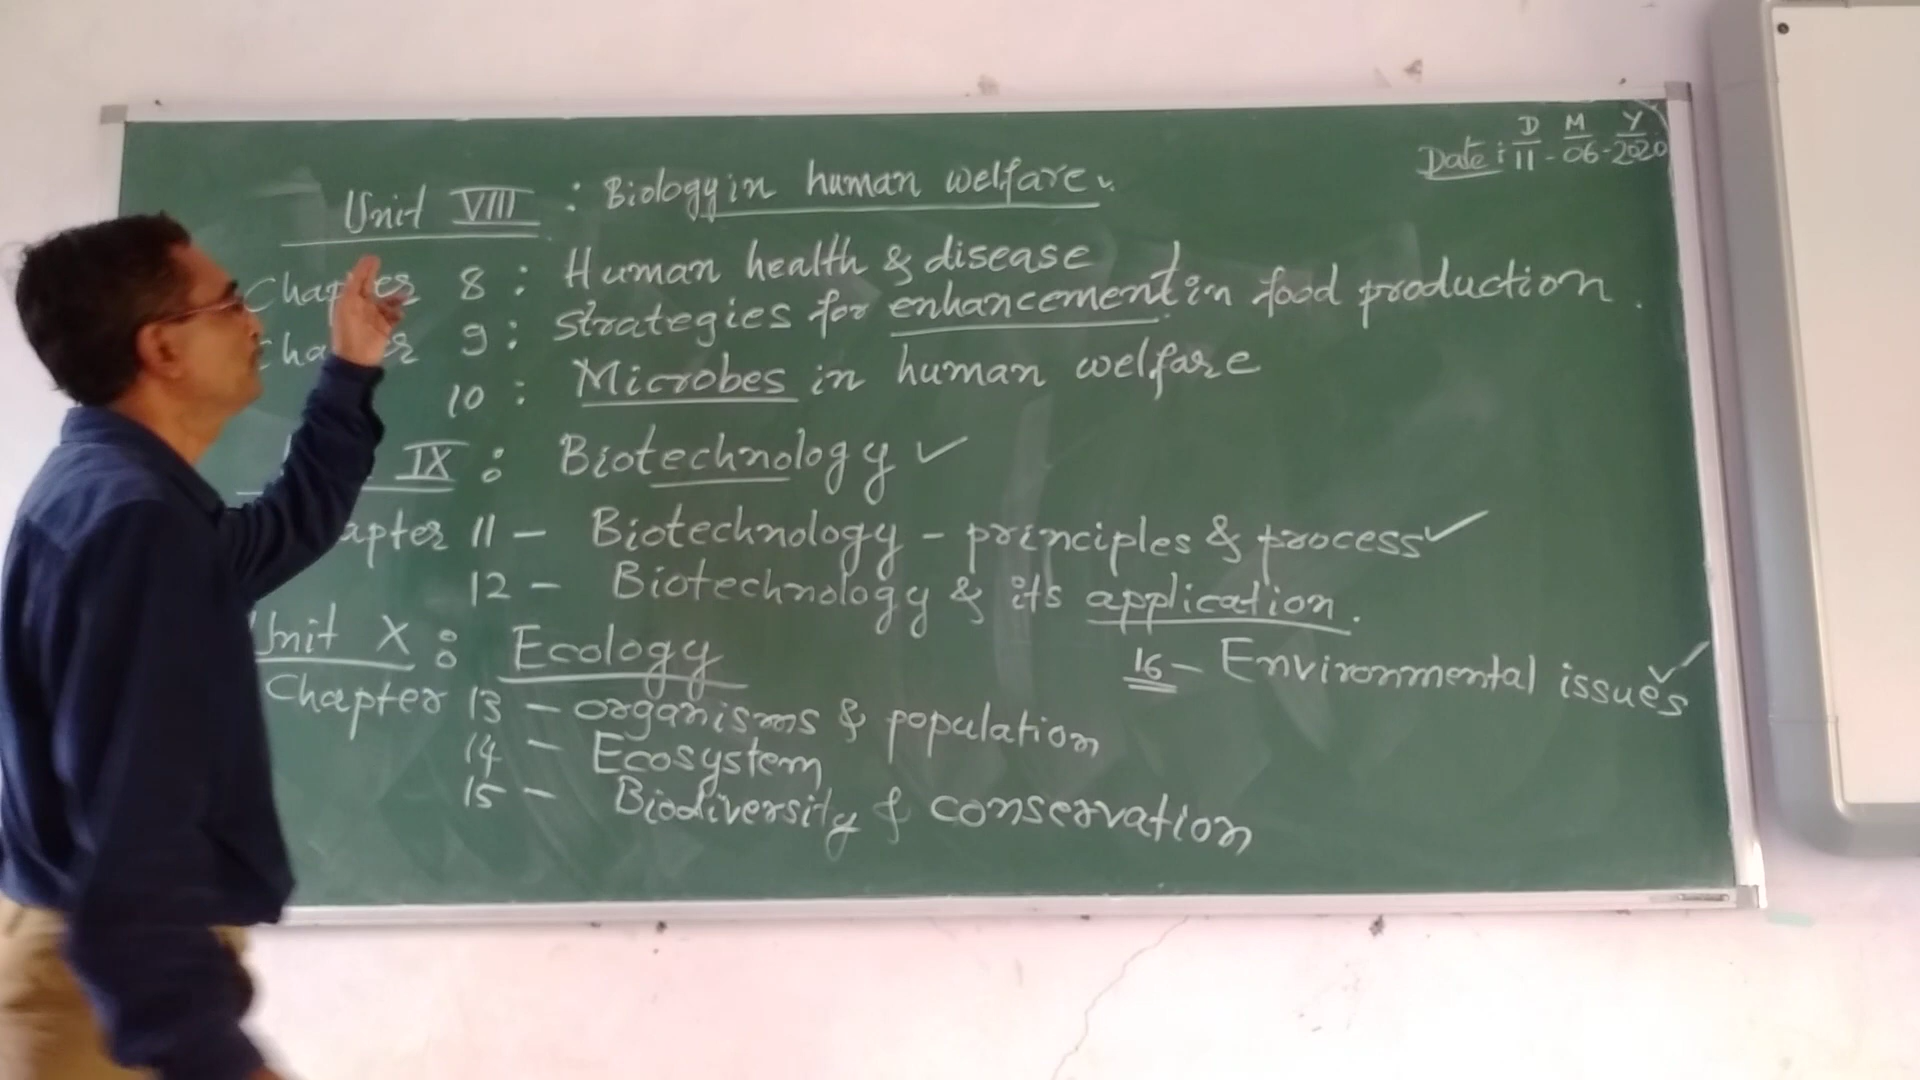 D M Y
Date : 11 - 06 - 2020
Unit VIII : Biology in human welfare
Chapter 8 : Human health & disease
Chapter 9 : strategies for enhancement in food production.
10 : Microbes in human welfare
IX : Biotechnology ✓
apter 11 - Biotechnology - principles & process ✓
12 - Biotechnology & its application.
Unit X : Ecology
16 - Environmental issues ✓
Chapter 13 - organisms & population
14 - Ecosystem
15 - Biodiversity & conservation